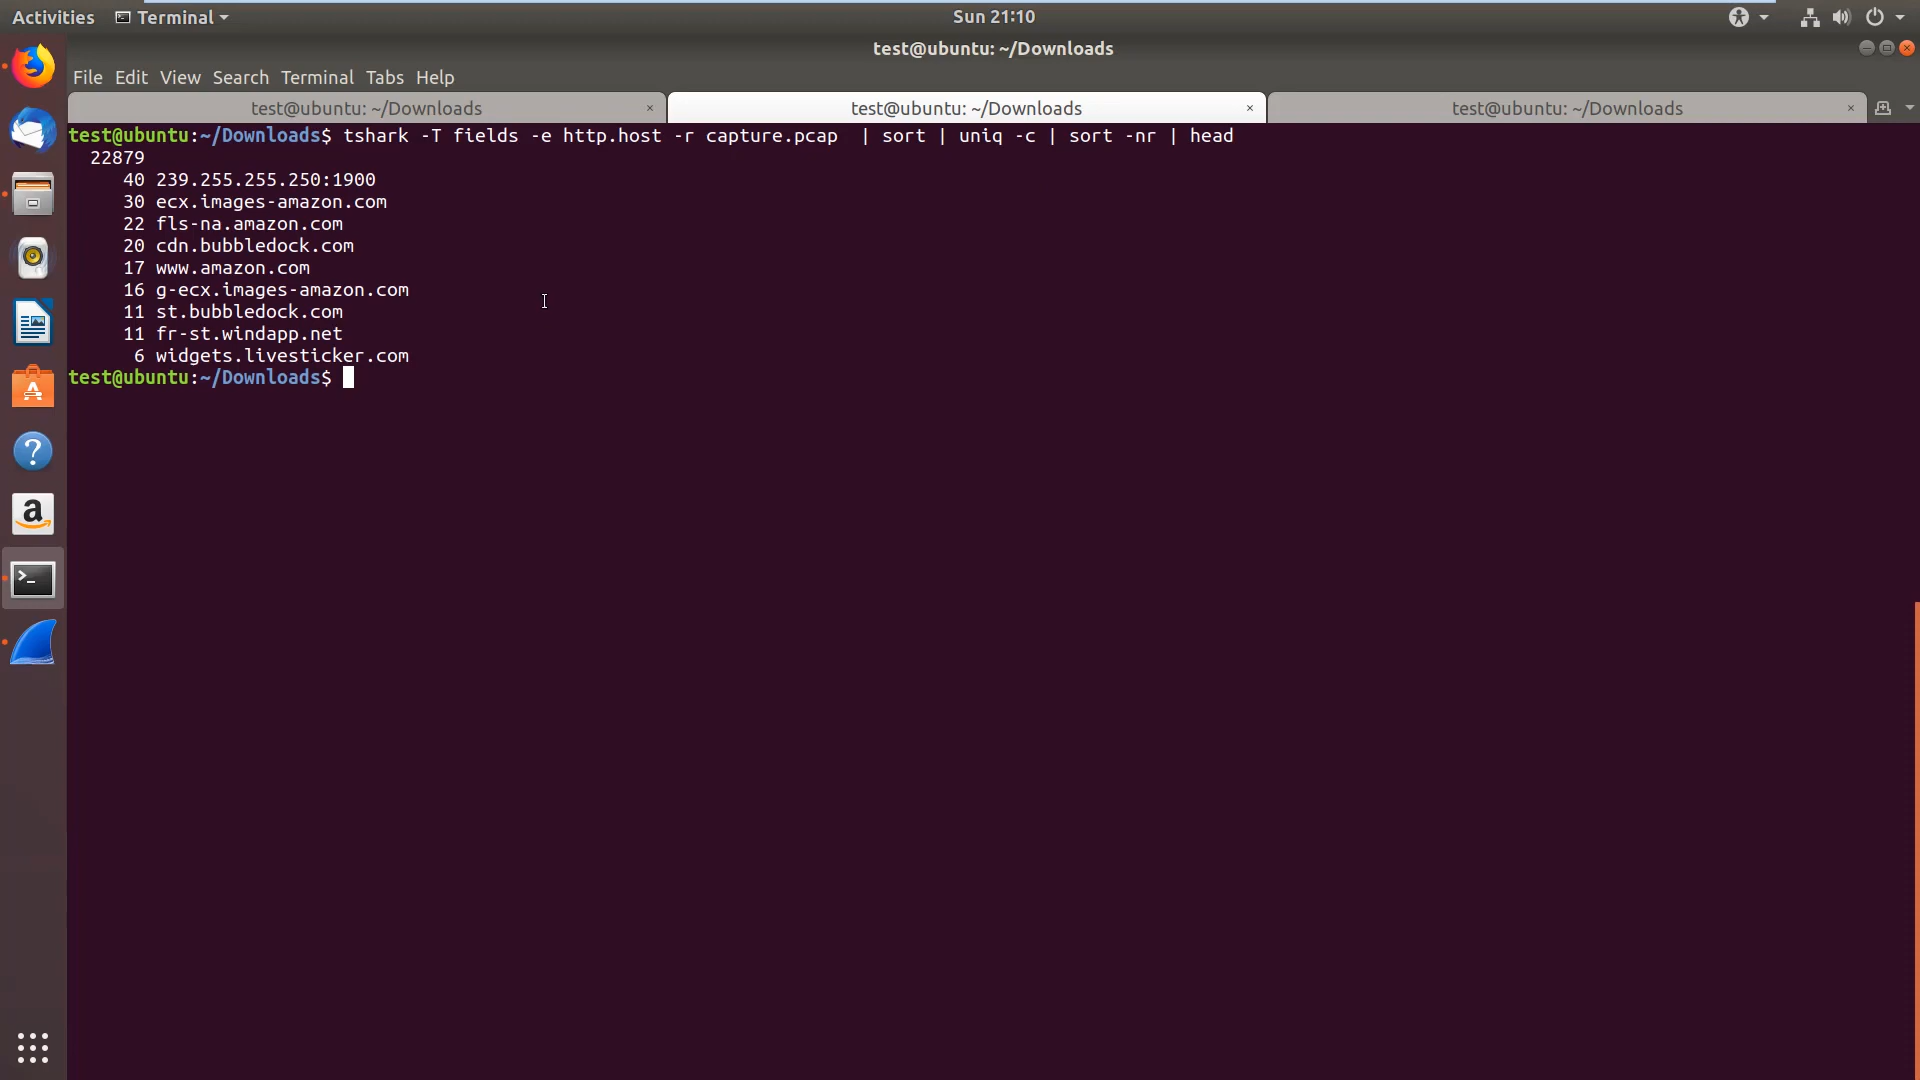 Activities Terminal Sun 21:10
test@ubuntu: ~/Downloads
File Edit View Search Terminal Tabs Help
test@ubuntu: ~/Downloads × test@ubuntu: ~/Downloads × test@ubuntu: ~/Downloads ×
test@ubuntu:~/Downloads$ tshark -T fields -e http.host -r capture.pcap  | sort | uniq -c | sort -nr | head
22879
40 239.255.255.250:1900
30 ecx.images-amazon.com
22 fls-na.amazon.com
20 cdn.bubbledock.com
17 www.amazon.com
16 g-ecx.images-amazon.com
11 st.bubbledock.com
11 fr-st.windapp.net
6 widgets.livesticker.com
test@ubuntu:~/Downloads$